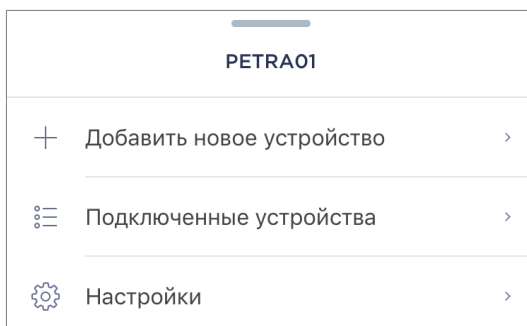 PETRA01
Добавить новое устройство
Подключенные устройства
Настройки